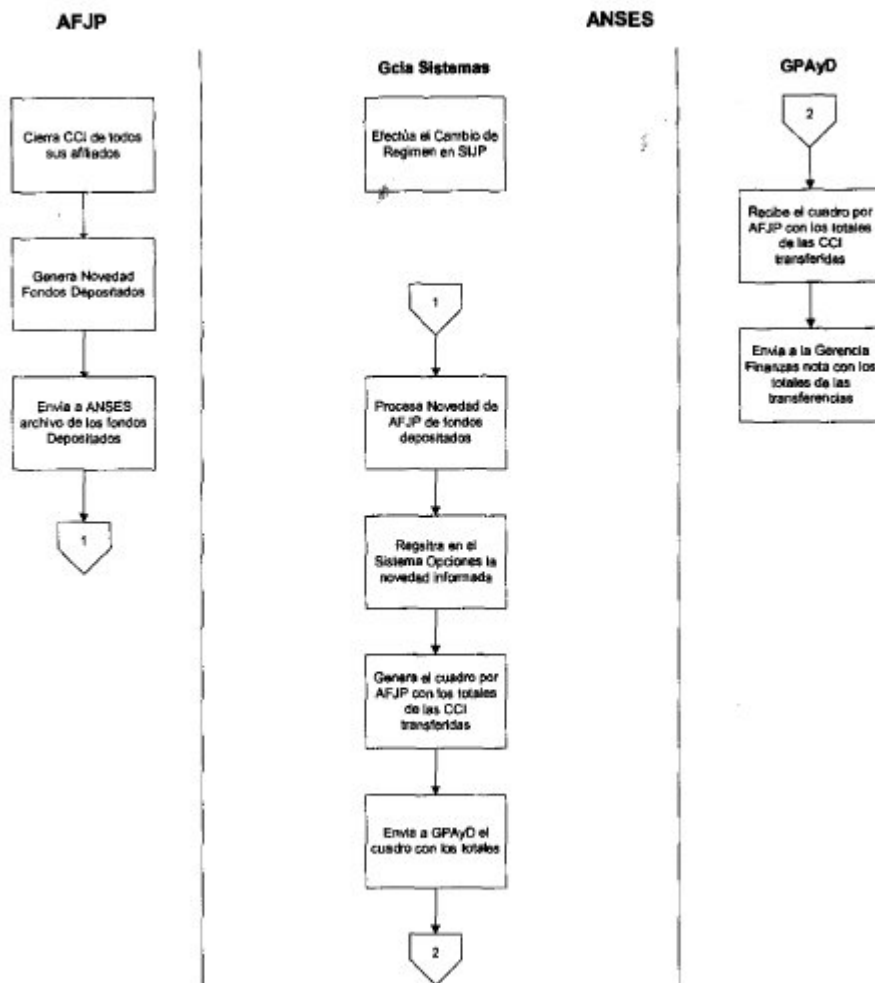 AFJP
ANSES
Gcia Sistemas
GPAyD
Cierra CCI de todos
sus afiliados
Genera Novedad
Fondos Depositados
Envia a ANSES
archivo de los fondos
Depositados
1
Efectúa el Cambio de
Regimen en SIJP
1
Procesa Novedad de
AFJP de fondos
depositados
Regsitra en el
Sistema Opciones la
novedad informada
Genera el cuadro por
AFJP con los totales
de las CCI
transferidas
Envia a GPAyD el
cuadro con los totales
2
2
Recibe el cuadro por
AFJP con los totales
de las CCI
transferidas
Envia a la Gerencia
Finanzas nota con los
totales de las
transferencias